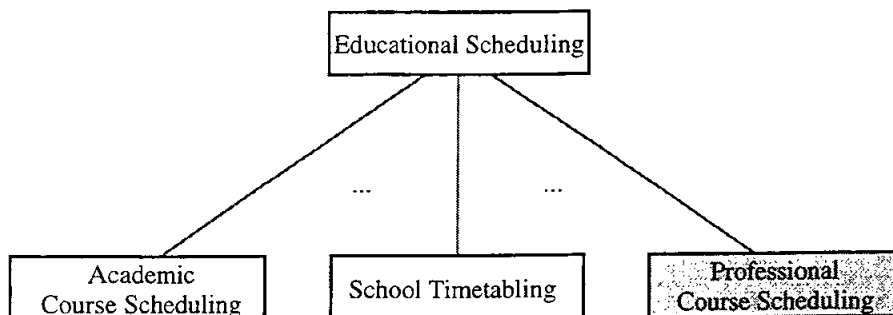 Educational Scheduling
...
...
Academic
Course Scheduling
School Timetabling
Professional
Course Scheduling